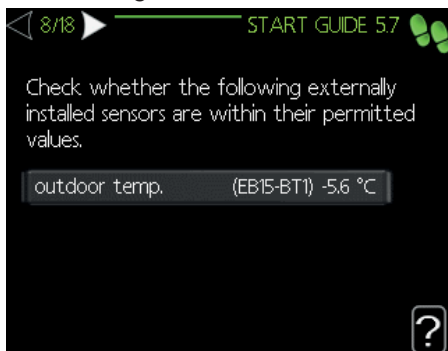 8/18 START GUIDE 5.7
Check whether the following externally
installed sensors are within their permitted
values.
outdoor temp. (EB15-BT1) -5.6 °C
?